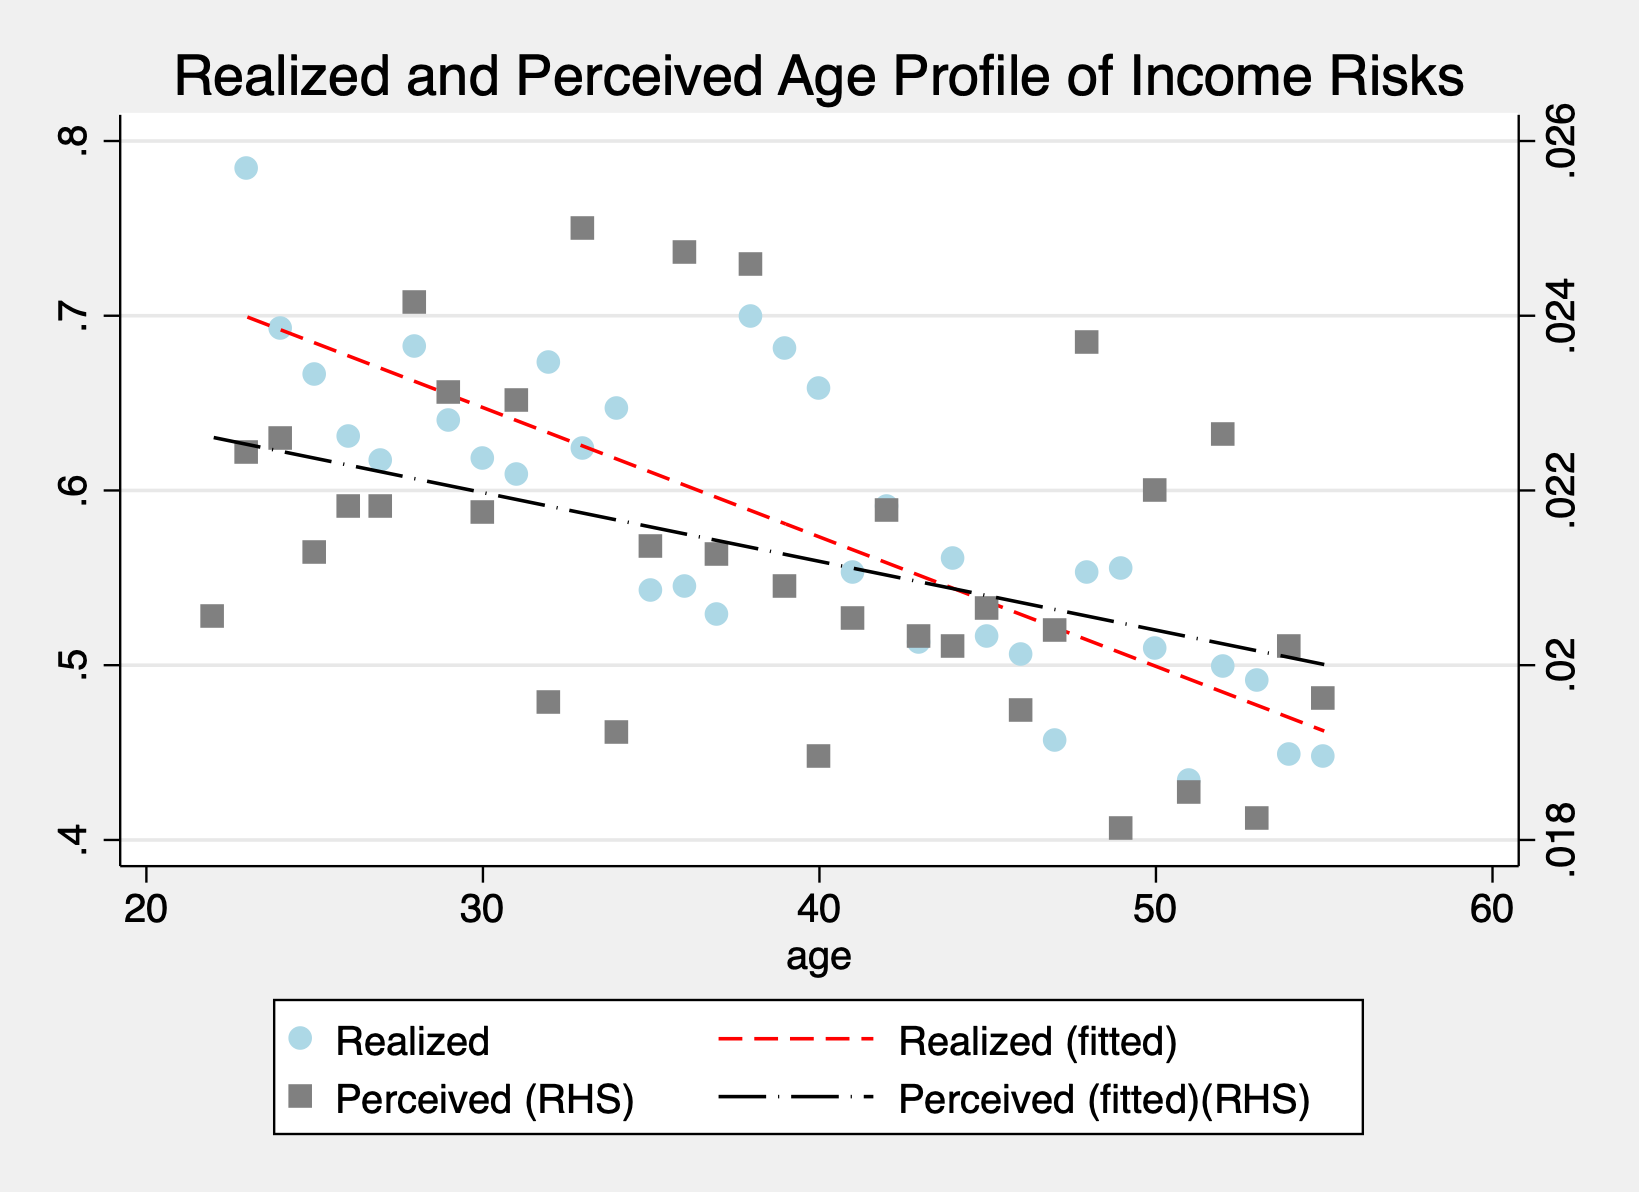 Realized and Perceived Age Profile of Income Risks
.8
.7
.6
.5
.4
.026
.024
.022
.02
.018
20 30 40 50 60
age
Realized
Realized (fitted)
Perceived (RHS)
Perceived (fitted)(RHS)